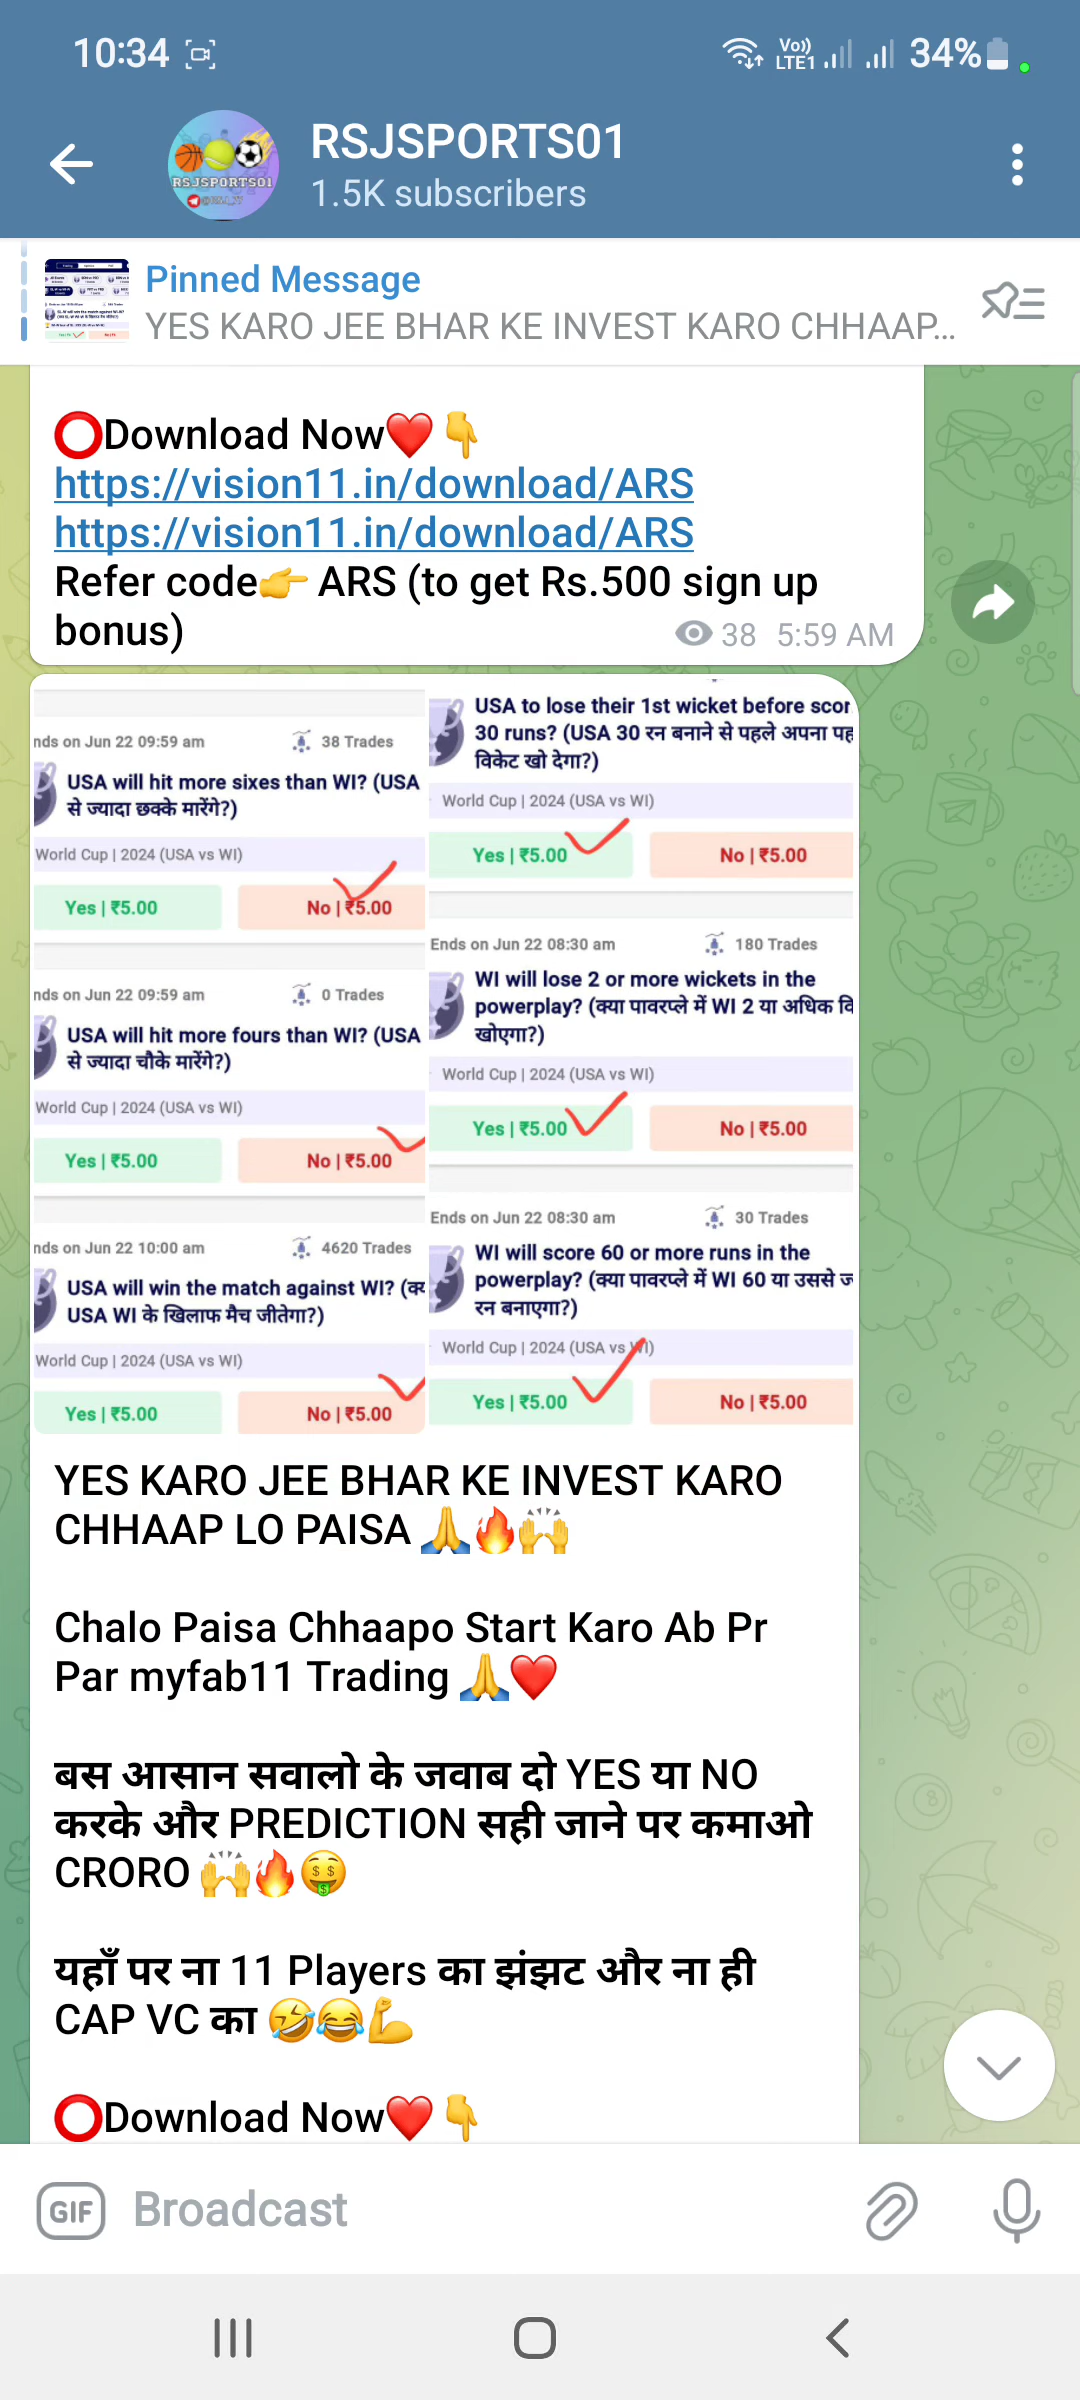 10:34
Vo))
LTE1
34%
RSJSPORTS01
1.5K subscribers
RSJSPORTS01
Pinned Message
YES KARO JEE BHAR KE INVEST KARO CHHAAP...
⭕Download Now❤️👇
https://vision11.in/download/ARS
https://vision11.in/download/ARS
Refer code👉 ARS (to get Rs.500 sign up
bonus)
38 5:59 AM
nds on Jun 22 09:59 am
38 Trades
USA will hit more sixes than WI? (USA
से ज्यादा छक्के मारेंगे?)
World Cup | 2024 (USA vs WI)
Yes | ₹5.00
No | ₹5.00
nds on Jun 22 09:59 am
0 Trades
USA will hit more fours than WI? (USA
से ज्यादा चौके मारेंगे?)
World Cup | 2024 (USA vs WI)
Yes | ₹5.00
No | ₹5.00
nds on Jun 22 10:00 am
4620 Trades
USA will win the match against WI? (क्य
USA WI के खिलाफ मैच जीतेगा?)
World Cup | 2024 (USA vs WI)
Yes | ₹5.00
No | ₹5.00
USA to lose their 1st wicket before scor
30 runs? (USA 30 रन बनाने से पहले अपना पह
विकेट खो देगा?)
World Cup | 2024 (USA vs WI)
Yes | ₹5.00
No | ₹5.00
Ends on Jun 22 08:30 am
180 Trades
WI will lose 2 or more wickets in the
powerplay? (क्या पावरप्ले में WI 2 या अधिक वि
खोएगा?)
World Cup | 2024 (USA vs WI)
Yes | ₹5.00
No | ₹5.00
Ends on Jun 22 08:30 am
30 Trades
WI will score 60 or more runs in the
powerplay? (क्या पावरप्ले में WI 60 या उससे ज्
रन बनाएगा?)
World Cup | 2024 (USA vs WI)
Yes | ₹5.00
No | ₹5.00
YES KARO JEE BHAR KE INVEST KARO
CHHAAP LO PAISA 🙏🔥🙌
Chalo Paisa Chhaapo Start Karo Ab Pr
Par myfab11 Trading 🙏❤️
बस आसान सवालो के जवाब दो YES या NO
करके और PREDICTION सही जाने पर कमाओ
CRORO 🙌🔥🤑
यहाँ पर ना 11 Players का झंझट और ना ही
CAP VC का 🤣😂💪
⭕Download Now❤️👇
GIF
Broadcast